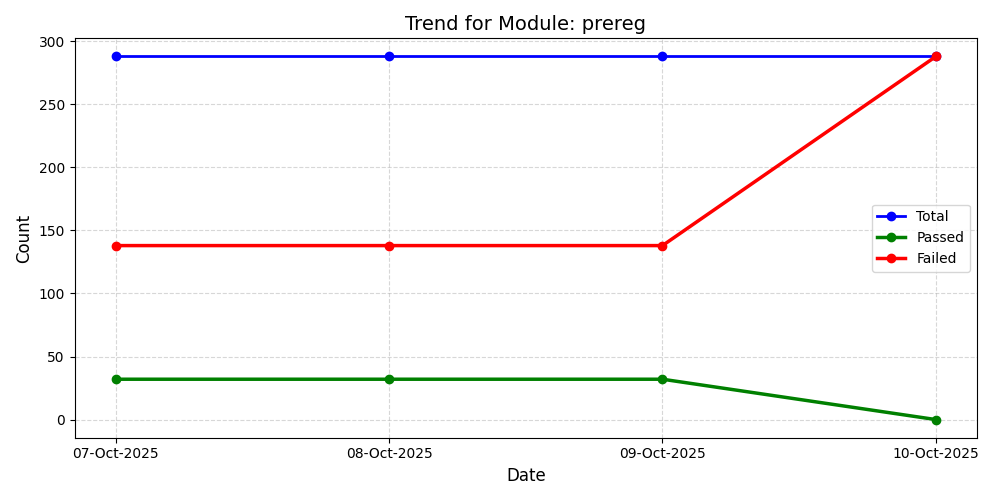 Trend for Module: prereg
Count
300
250
200
150
100
50
0
Total
Passed
Failed
07-Oct-2025
08-Oct-2025
09-Oct-2025
10-Oct-2025
Date